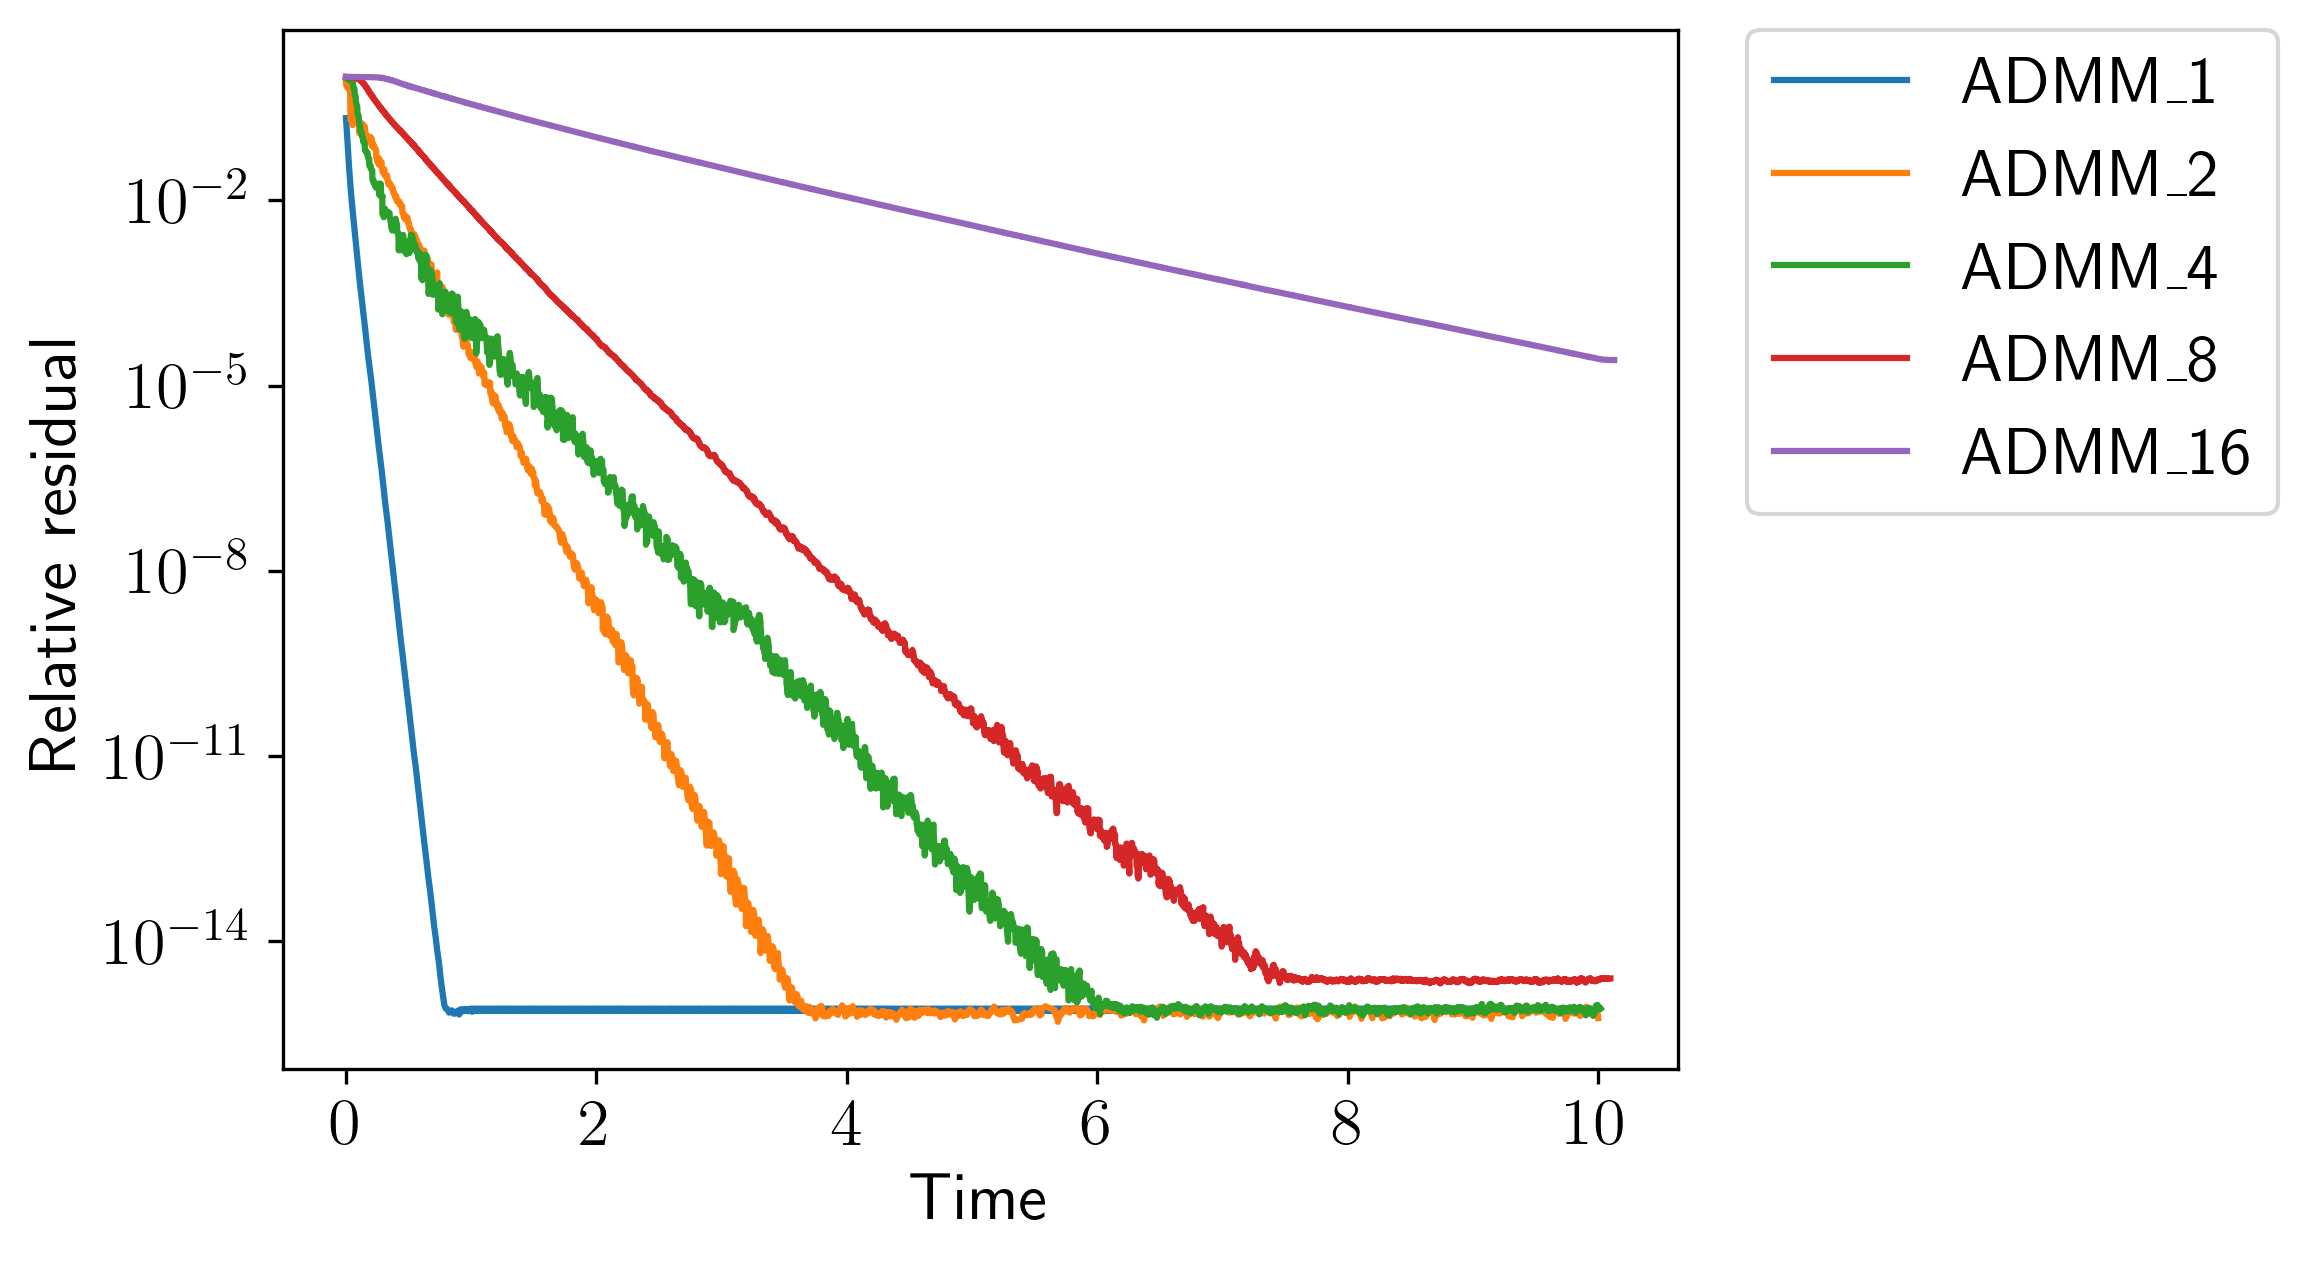 Relative residual
10^{-2}
10^{-5}
10^{-8}
10^{-11}
10^{-14}
0 2 4 6 8 10
Time
ADMM_1
ADMM_2
ADMM_4
ADMM_8
ADMM_16